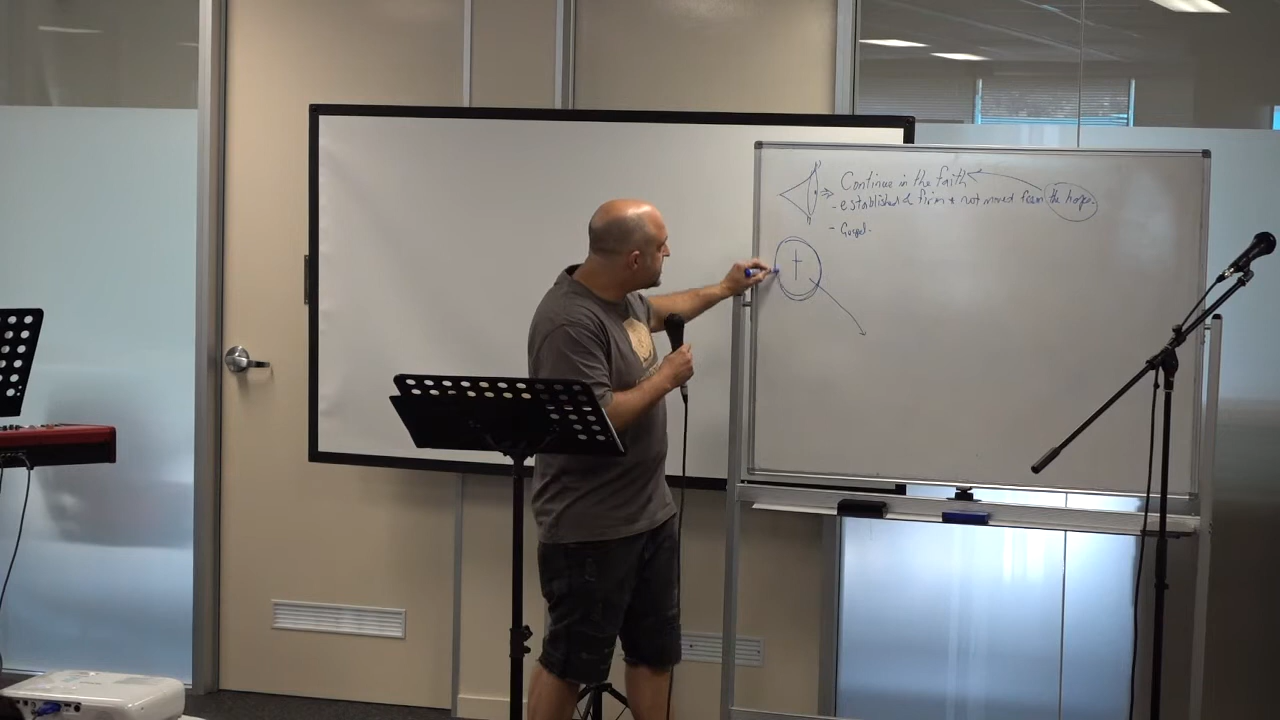 Continue in the faith
- established & firm + not moved from the hope.
- Gospel.